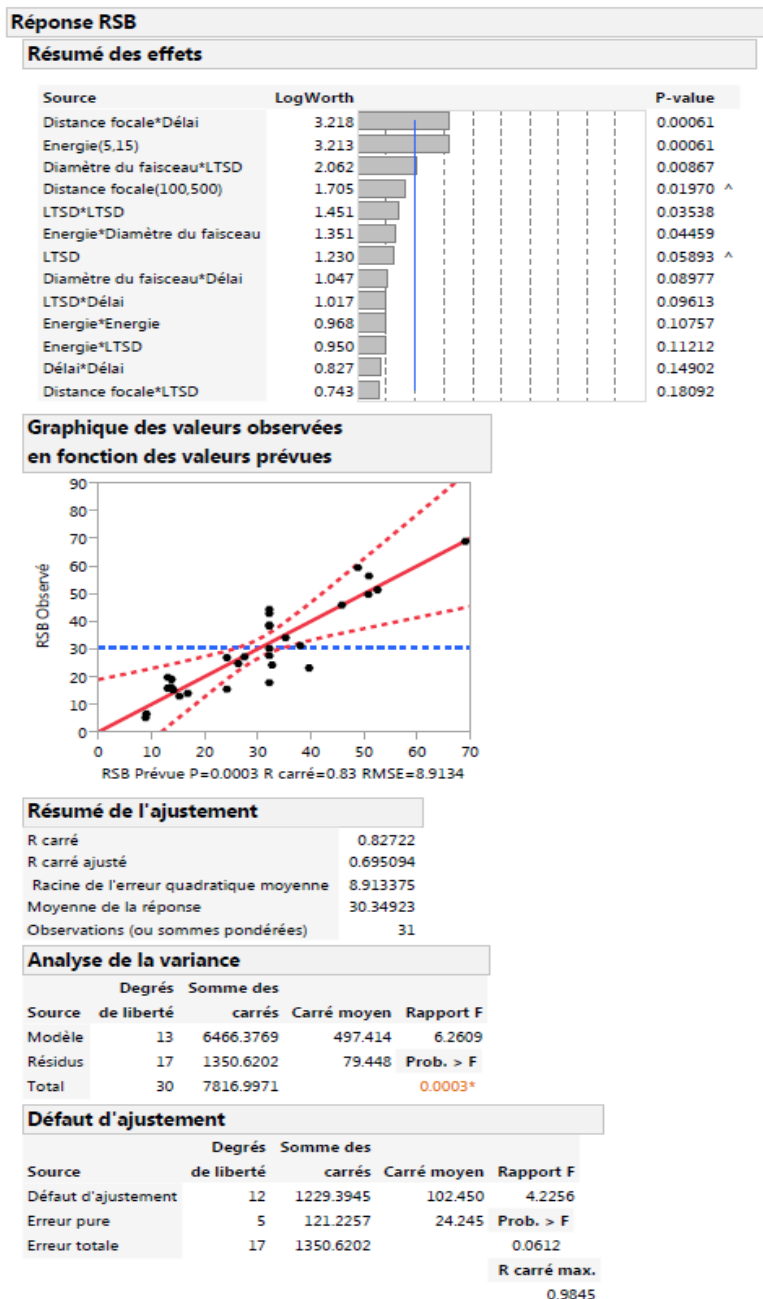 Réponse RSB
Résumé des effets
Source LogWorth P-value
Distance focale*Délai 3.218 0.00061
Energie(5,15) 3.213 0.00061
Diamètre du faisceau*LTSD 2.062 0.00867
Distance focale(100,500) 1.705 0.01970 ^
LTSD*LTSD 1.451 0.03538
Energie*Diamètre du faisceau 1.351 0.04459
LTSD 1.230 0.05893 ^
Diamètre du faisceau*Délai 1.047 0.08977
LTSD*Délai 1.017 0.09613
Energie*Energie 0.968 0.10757
Energie*LTSD 0.950 0.11212
Délai*Délai 0.827 0.14902
Distance focale*LTSD 0.743 0.18092
Graphique des valeurs observées
en fonction des valeurs prévues
90
80
70
60
50
40
30
20
10
0
RSB Observé
0 10 20 30 40 50 60 70
RSB Prévue P=0.0003 R carré=0.83 RMSE=8.9134
Résumé de l'ajustement
R carré 0.82722
R carré ajusté 0.695094
Racine de l'erreur quadratique moyenne 8.913375
Moyenne de la réponse 30.34923
Observations (ou sommes pondérées) 31
Analyse de la variance
Degrés Somme des
Source de liberté carrés Carré moyen Rapport F
Modèle 13 6466.3769 497.414 6.2609
Résidus 17 1350.6202 79.448 Prob. > F
Total 30 7816.9971 0.0003*
Défaut d'ajustement
Degrés Somme des
Source de liberté carrés Carré moyen Rapport F
Défaut d'ajustement 12 1229.3945 102.450 4.2256
Erreur pure 5 121.2257 24.245 Prob. > F
Erreur totale 17 1350.6202 0.0612
R carré max.
0.9845